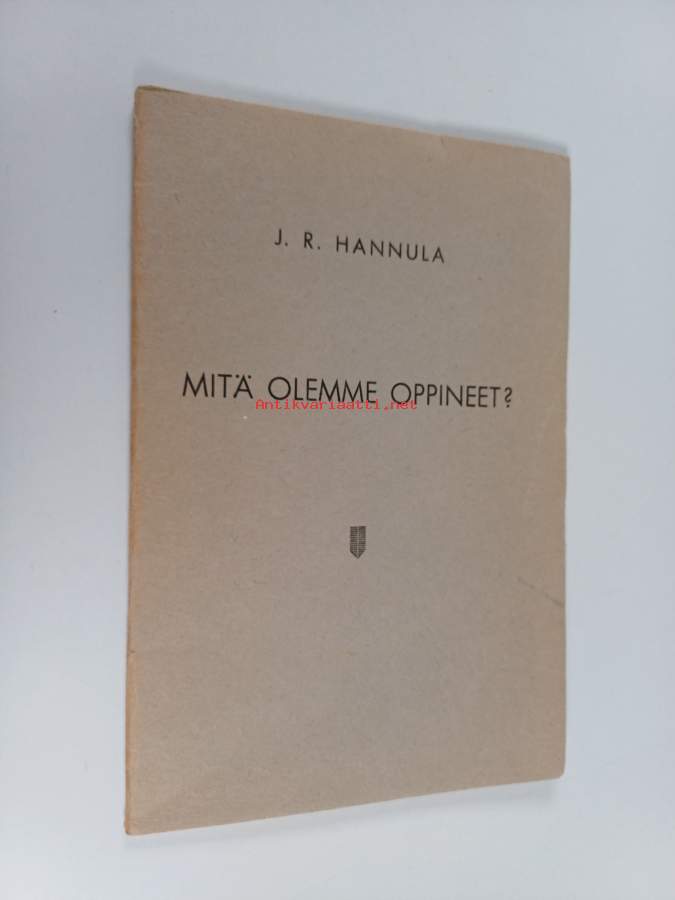 J. R. HANNULA
MITÄ OLEMME OPPINEET?
Antikvariaatti.net